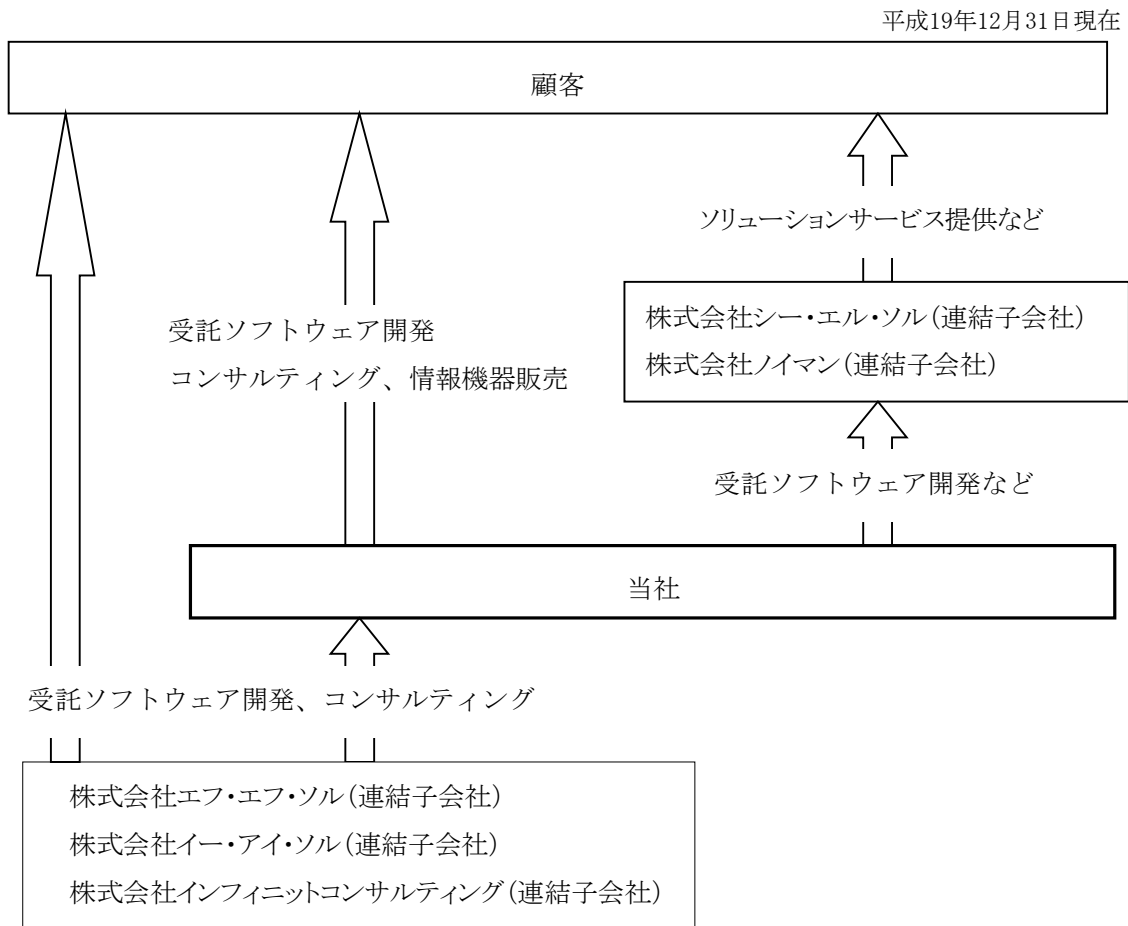 平成19年12月31日現在
顧客
ソリューションサービス提供など
株式会社シー・エル・ソル(連結子会社)
株式会社ノイマン(連結子会社)
受託ソフトウェア開発
コンサルティング、情報機器販売
受託ソフトウェア開発など
当社
受託ソフトウェア開発、コンサルティング
株式会社エフ・エフ・ソル(連結子会社)
株式会社イー・アイ・ソル(連結子会社)
株式会社インフィニットコンサルティング(連結子会社)